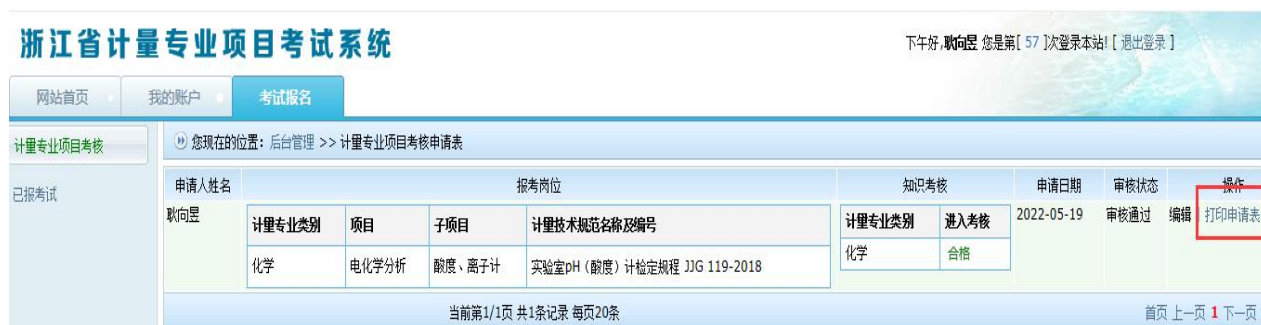 浙江省计量专业项目考试系统
下午好,耿向昱 您是第[ 57 ]次登录本站! [ 退出登录 ]
网站首页 我的账户 考试报名
计量专业项目考核
您现在的位置：后台管理 >> 计量专业项目考核申请表
已报考试
申请人姓名 报考岗位 知识考核 申请日期 审核状态 操作
耿向昱 2022-05-19 审核通过 编辑 打印申请表
计量专业类别 项目 子项目 计量技术规范名称及编号 计量专业类别 进入考核
化学 电化学分析 酸度、离子计 实验室pH（酸度）计检定规程 JJG 119-2018 化学 合格
当前第1/1页 共1条记录 每页20条 首页 上一页 1 下一页